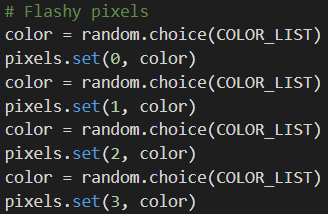 # Flashy pixels
color = random.choice(COLOR_LIST)
pixels.set(0, color)
color = random.choice(COLOR_LIST)
pixels.set(1, color)
color = random.choice(COLOR_LIST)
pixels.set(2, color)
color = random.choice(COLOR_LIST)
pixels.set(3, color)